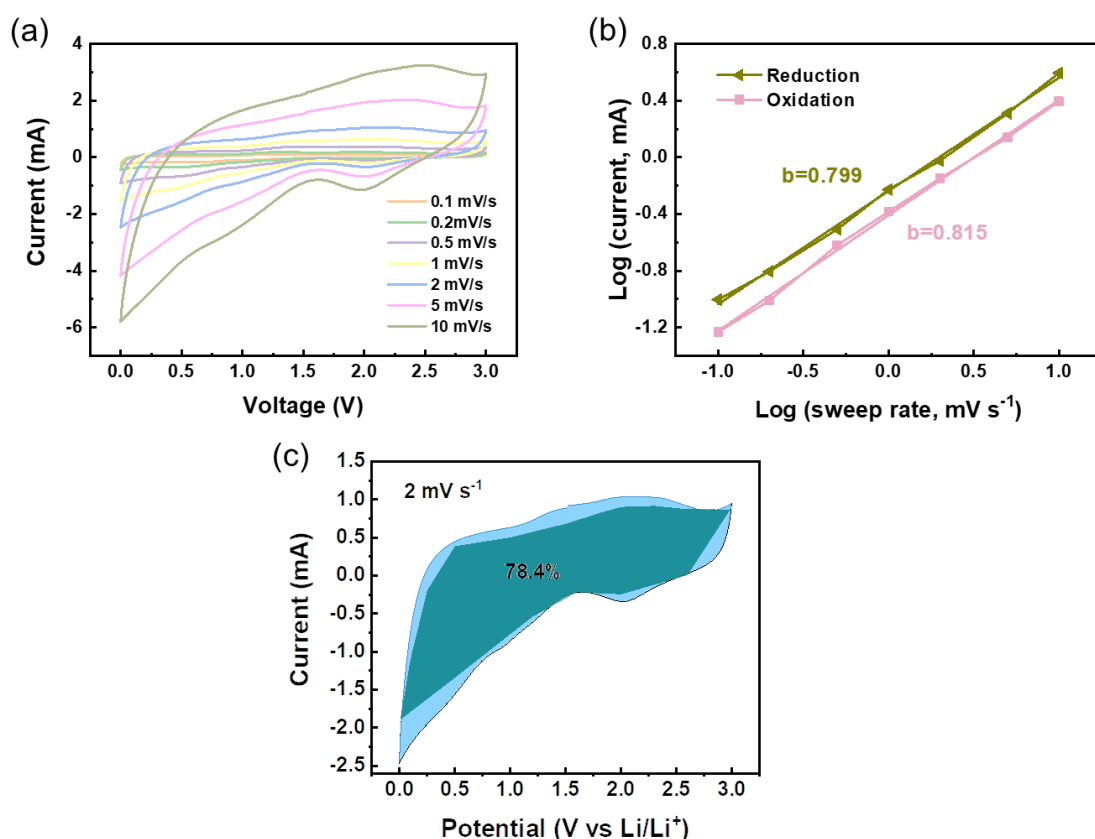 (a)
4
2
0
-2
-4
-6
Current (mA)
0.1 mV/s
0.2mV/s
0.5 mV/s
1 mV/s
2 mV/s
5 mV/s
10 mV/s
0.0 0.5 1.0 1.5 2.0 2.5 3.0
Voltage (V)
(b)
0.8
0.4
0.0
-0.4
-0.8
-1.2
Log (current, mA)
Reduction
Oxidation
b=0.799
b=0.815
-1.0 -0.5 0.0 0.5 1.0
Log (sweep rate, mV s⁻¹)
(c)
1.5
1.0
0.5
0.0
-0.5
-1.0
-1.5
-2.0
-2.5
Current (mA)
2 mV s⁻¹
78.4%
0.0 0.5 1.0 1.5 2.0 2.5 3.0
Potential (V vs Li/Li⁺)